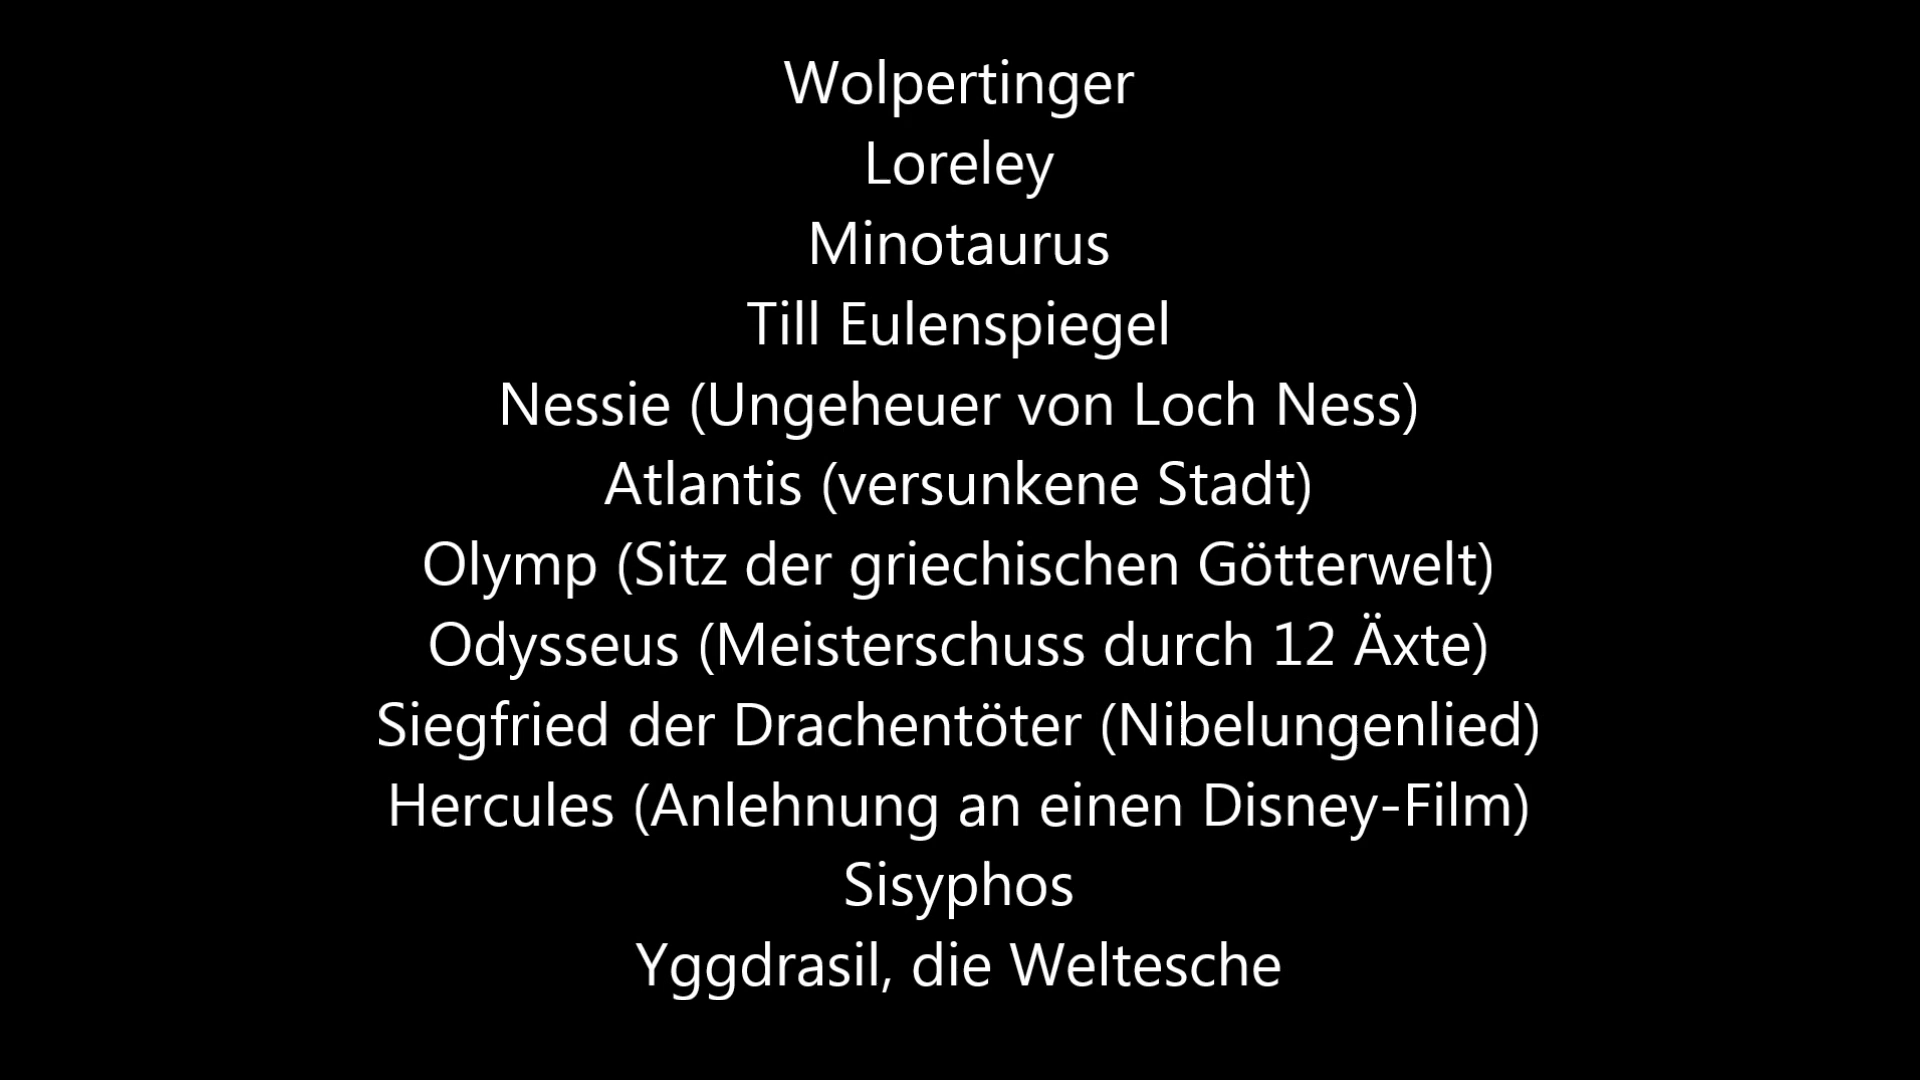 Wolpertinger
Loreley
Minotaurus
Till Eulenspiegel
Nessie (Ungeheuer von Loch Ness)
Atlantis (versunkene Stadt)
Olymp (Sitz der griechischen Götterwelt)
Odysseus (Meisterschuss durch 12 Äxte)
Siegfried der Drachentöter (Nibelungenlied)
Hercules (Anlehnung an einen Disney-Film)
Sisyphos
Yggdrasil, die Weltesche